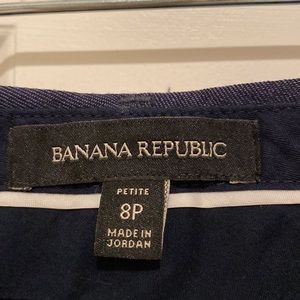 BANANA REPUBLIC
PETITE
8P
MADE IN
JORDAN